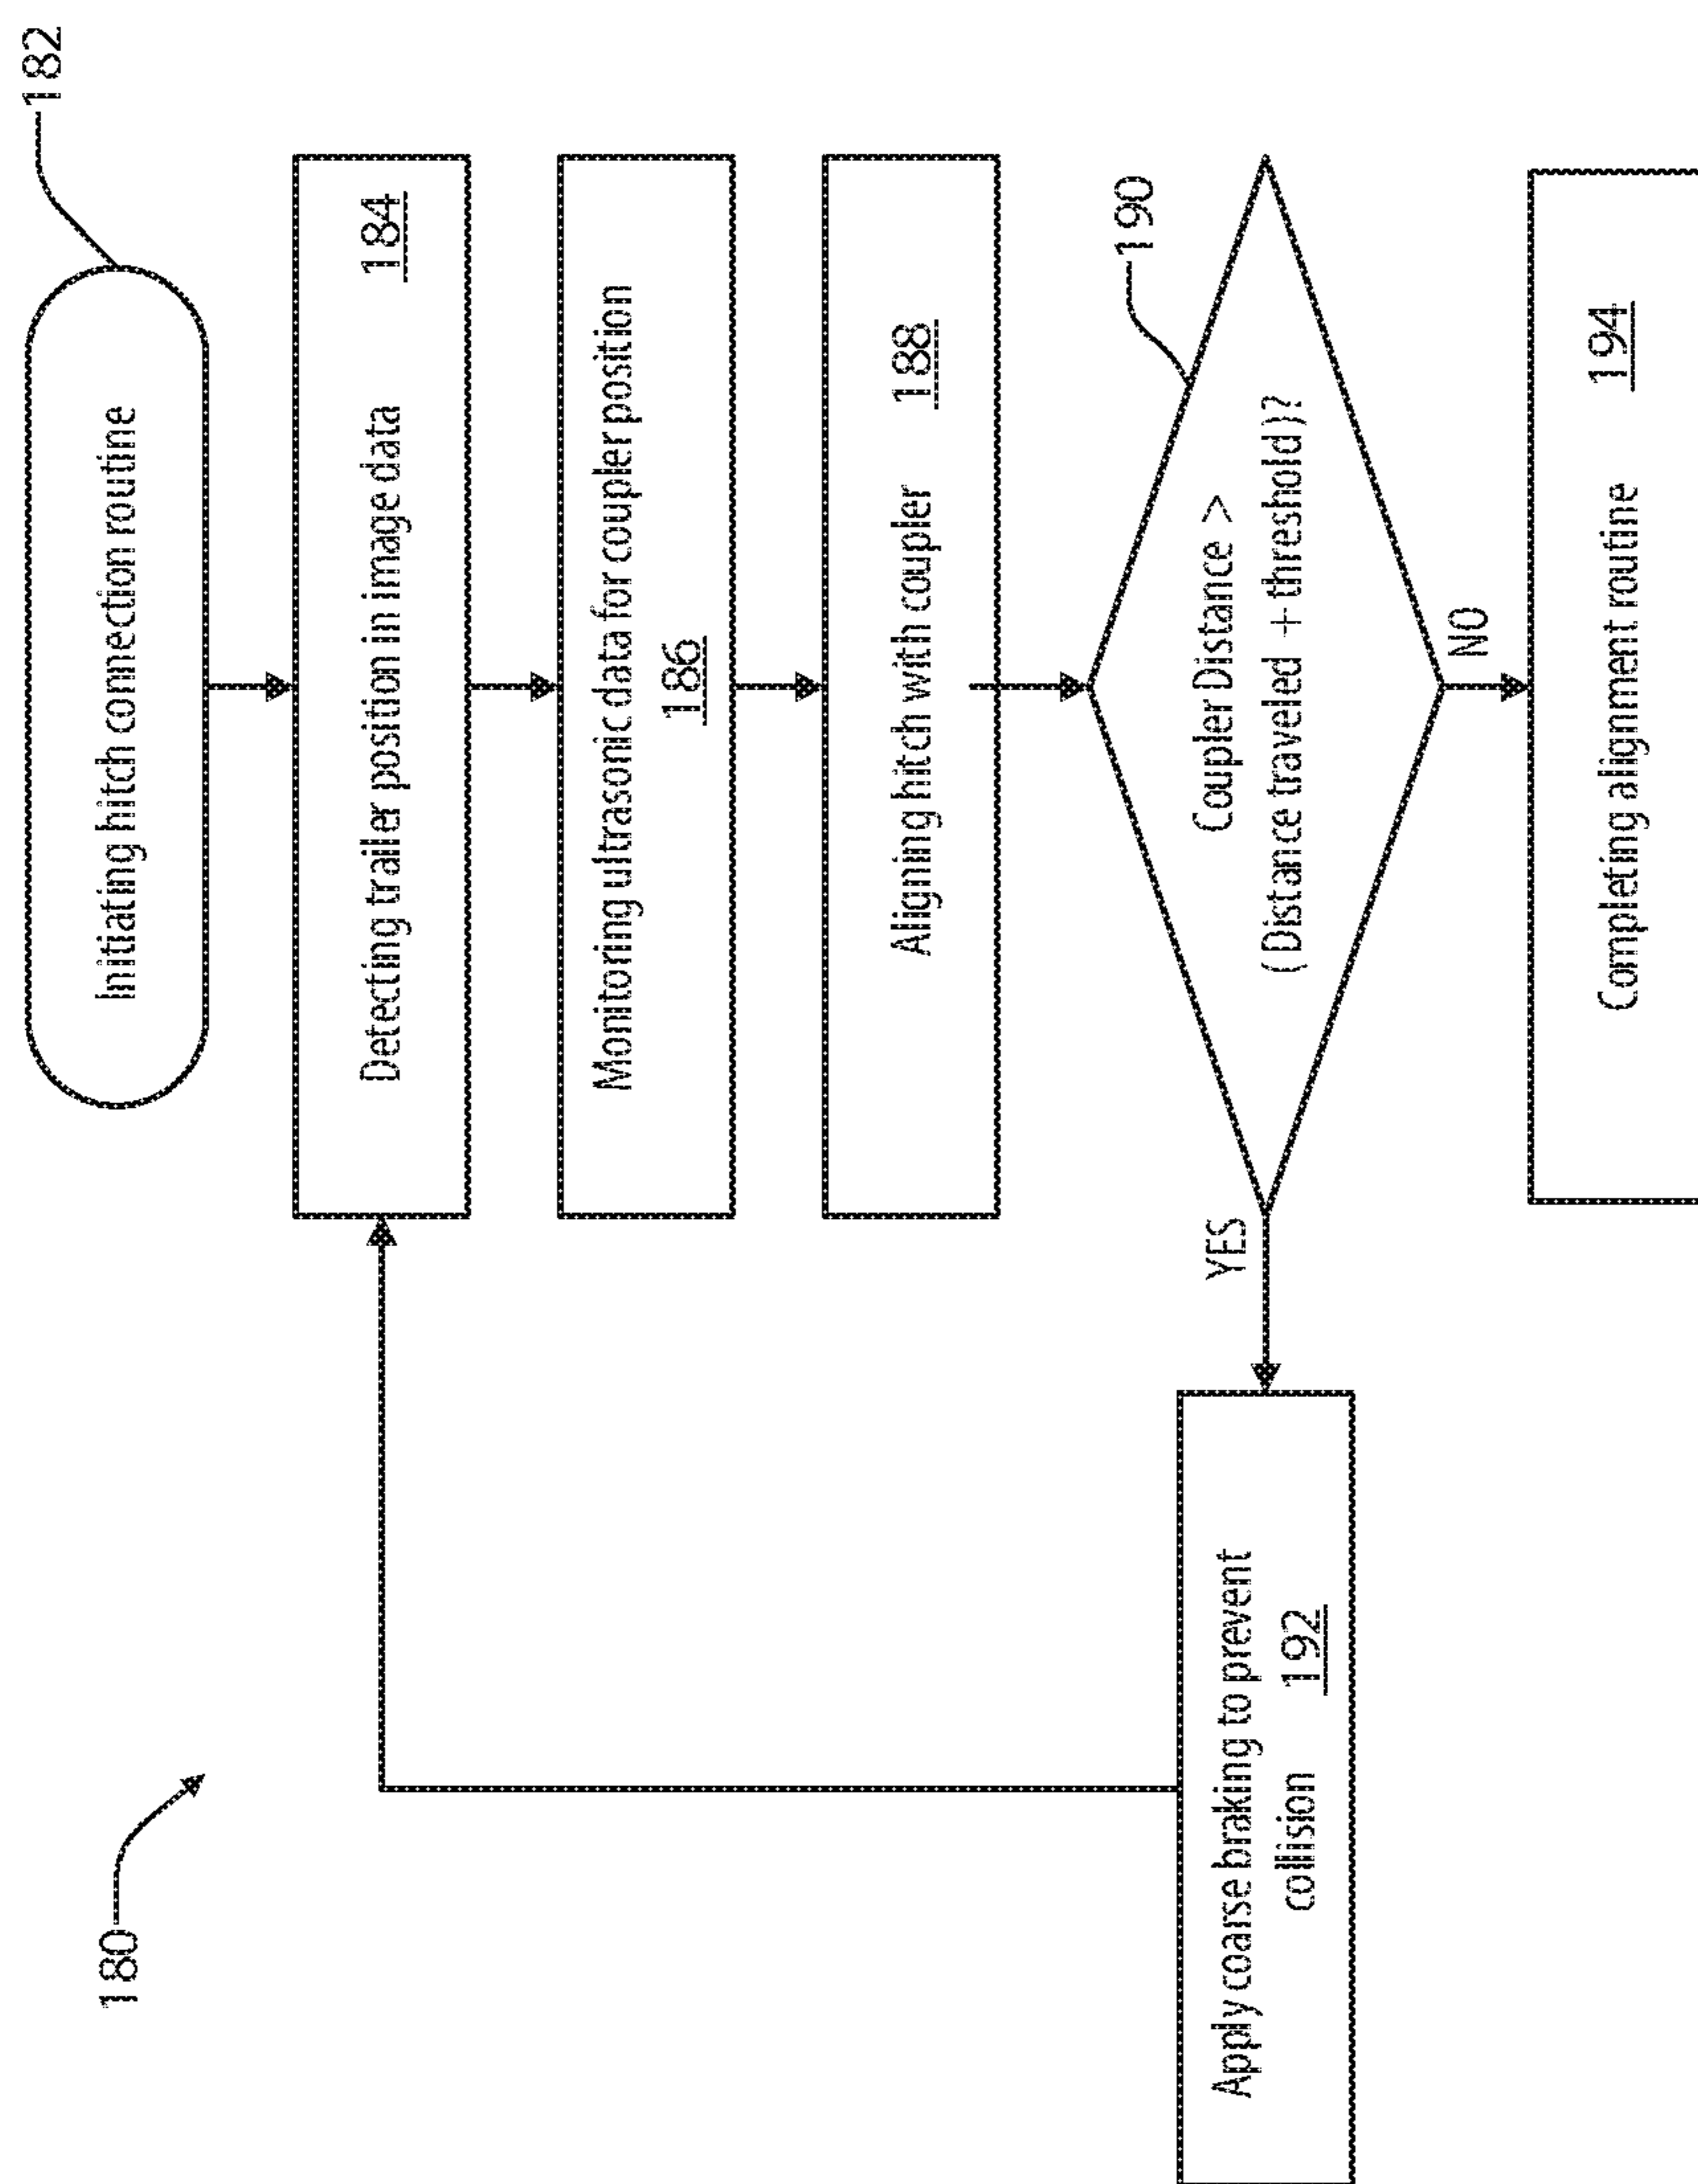 180
182
Initiating hitch connection routine
Detecting trailer position in image data
184
Monitoring ultrasonic data for coupler position
186
Aligning hitch with coupler
188
190
Coupler Distance >
(Distance traveled + threshold)?
YES
NO
Apply coarse braking to prevent
collision 192
Completing alignment routine
194